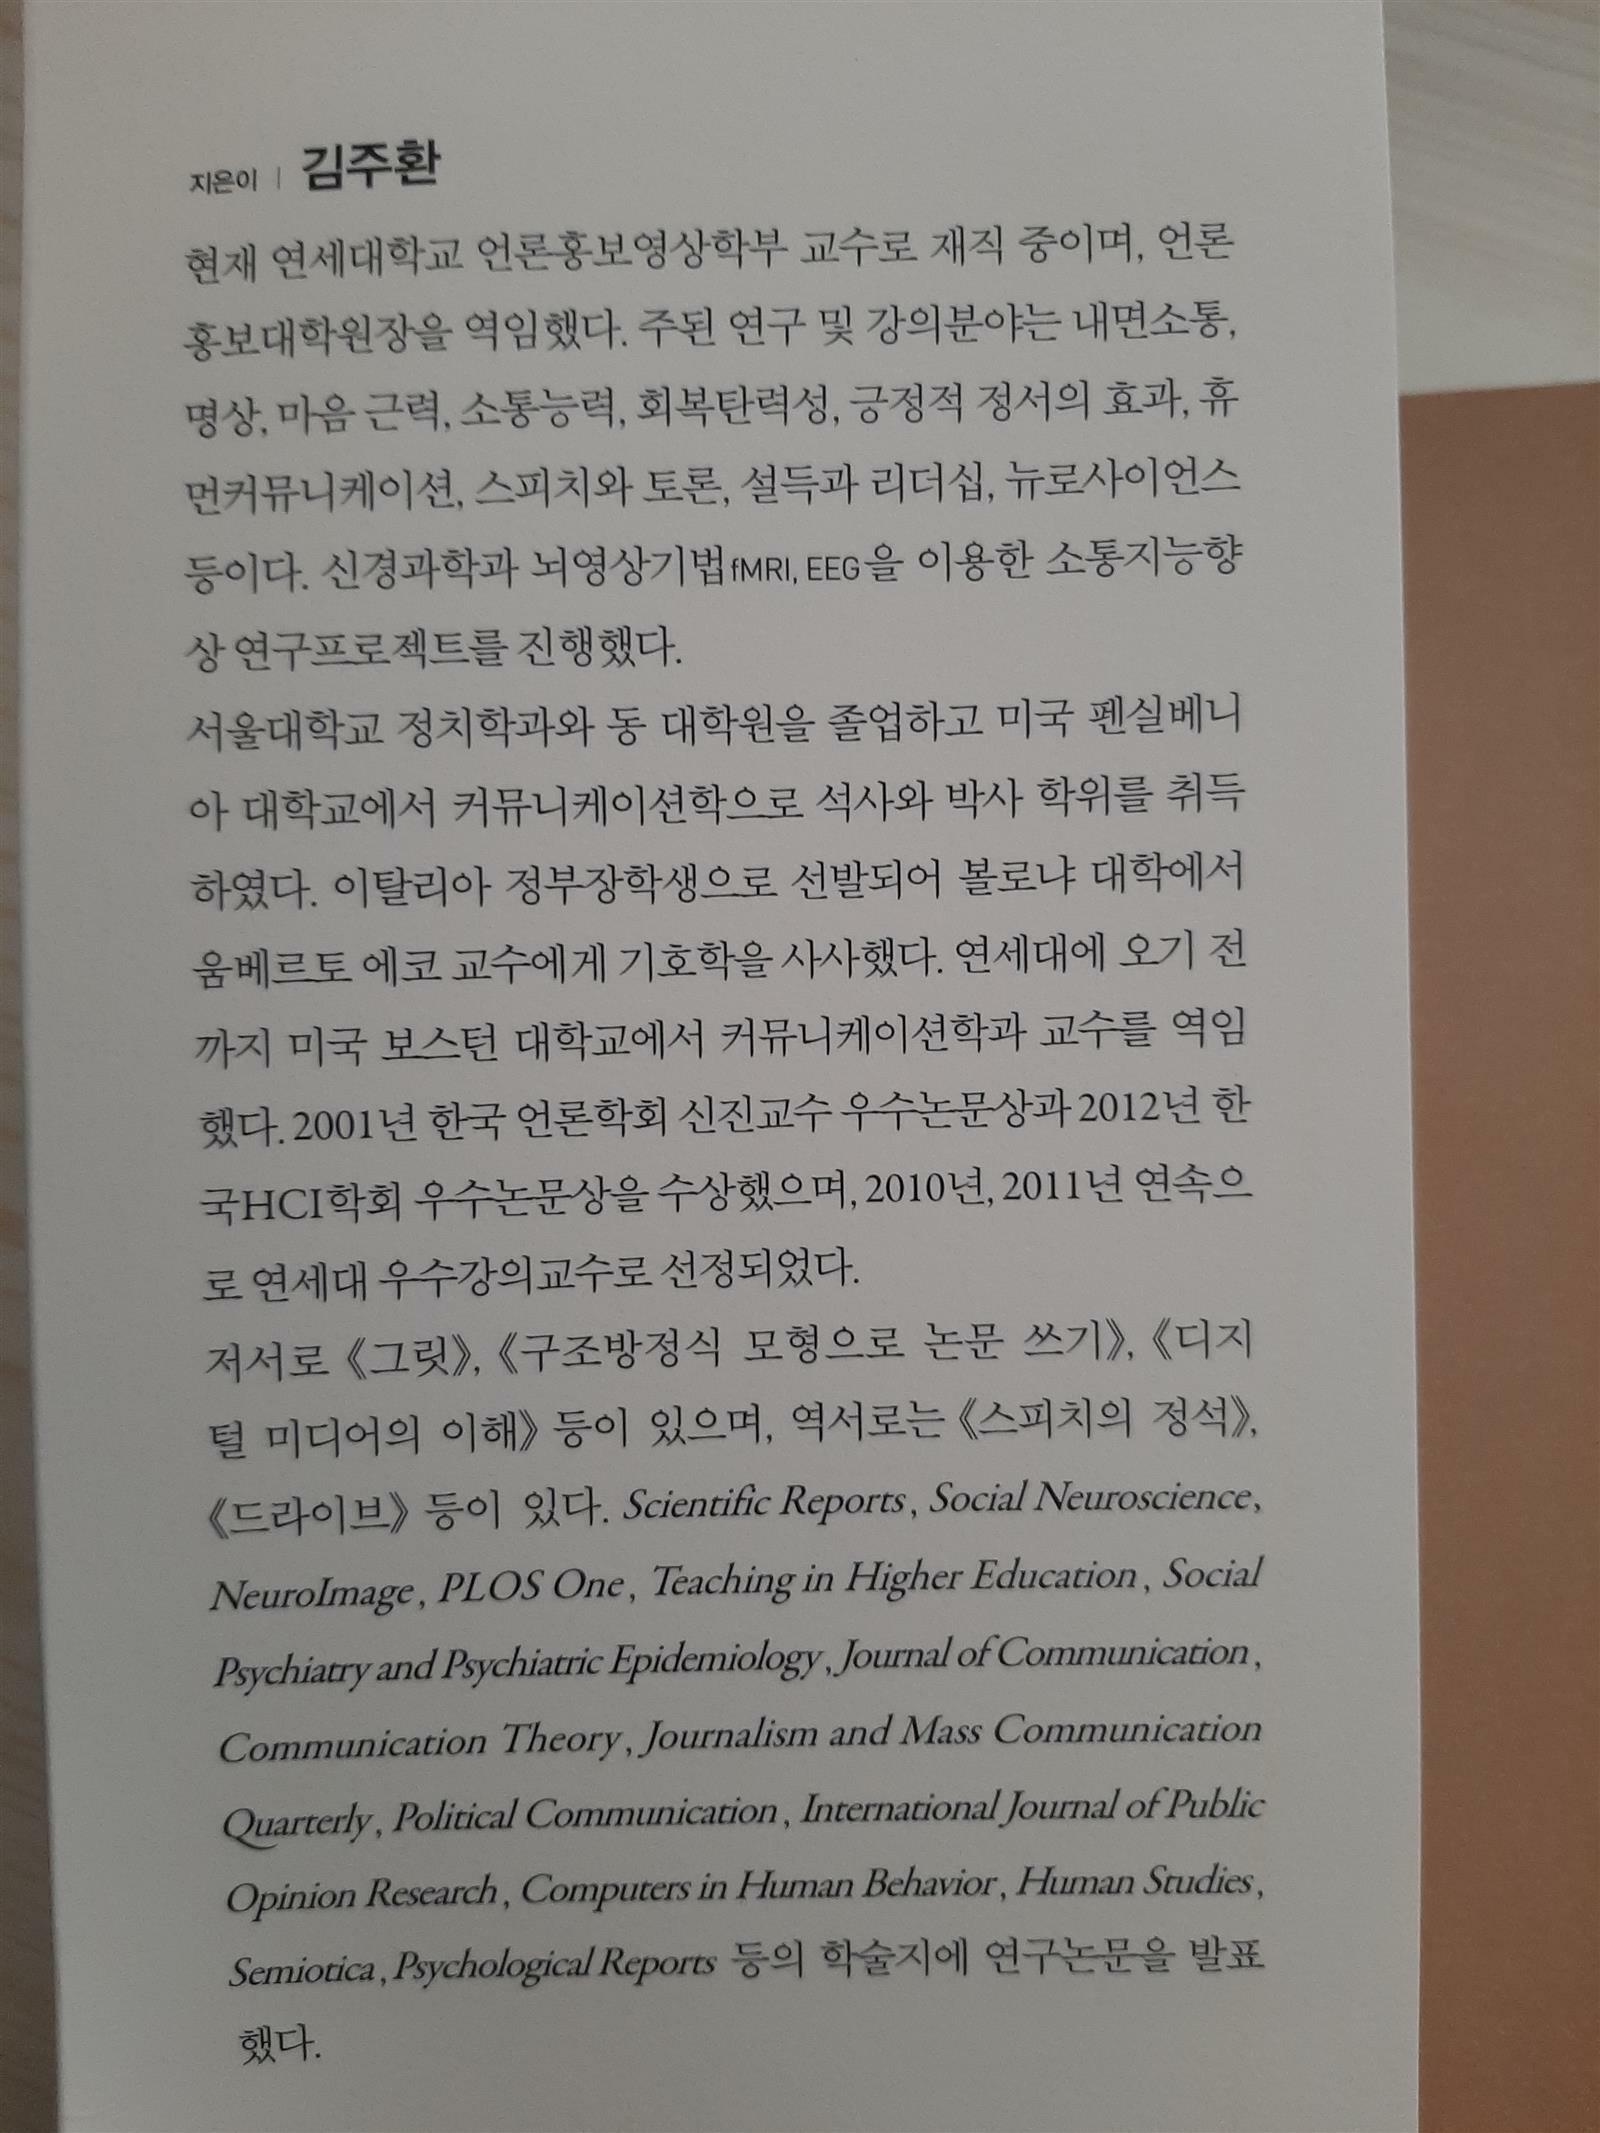 지은이 | 김주환
현재 연세대학교 언론홍보영상학부 교수로 재직 중이며, 언론
홍보대학원장을 역임했다. 주된 연구 및 강의분야는 내면소통,
명상, 마음 근력, 소통능력, 회복탄력성, 긍정적 정서의 효과, 휴
먼커뮤니케이션, 스피치와 토론, 설득과 리더십, 뉴로사이언스
등이다. 신경과학과 뇌영상기법fMRI, EEG을 이용한 소통지능향
상 연구프로젝트를 진행했다.
서울대학교 정치학과와 동 대학원을 졸업하고 미국 펜실베니
아 대학교에서 커뮤니케이션학으로 석사와 박사 학위를 취득
하였다. 이탈리아 정부장학생으로 선발되어 볼로냐 대학에서
움베르토 에코 교수에게 기호학을 사사했다. 연세대에 오기 전
까지 미국 보스턴 대학교에서 커뮤니케이션학과 교수를 역임
했다. 2001년 한국 언론학회 신진교수 우수논문상과 2012년 한
국HCI학회 우수논문상을 수상했으며, 2010년, 2011년 연속으
로 연세대 우수강의교수로 선정되었다.
저서로 《그릿》, 《구조방정식 모형으로 논문 쓰기》, 《디지
털 미디어의 이해》 등이 있으며, 역서로는 《스피치의 정석》,
《드라이브》 등이 있다. Scientific Reports, Social Neuroscience,
NeuroImage, PLOS One, Teaching in Higher Education, Social
Psychiatry and Psychiatric Epidemiology, Journal of Communication,
Communication Theory, Journalism and Mass Communication
Quarterly, Political Communication, International Journal of Public
Opinion Research, Computers in Human Behavior, Human Studies,
Semiotica, Psychological Reports 등의 학술지에 연구논문을 발표
했다.